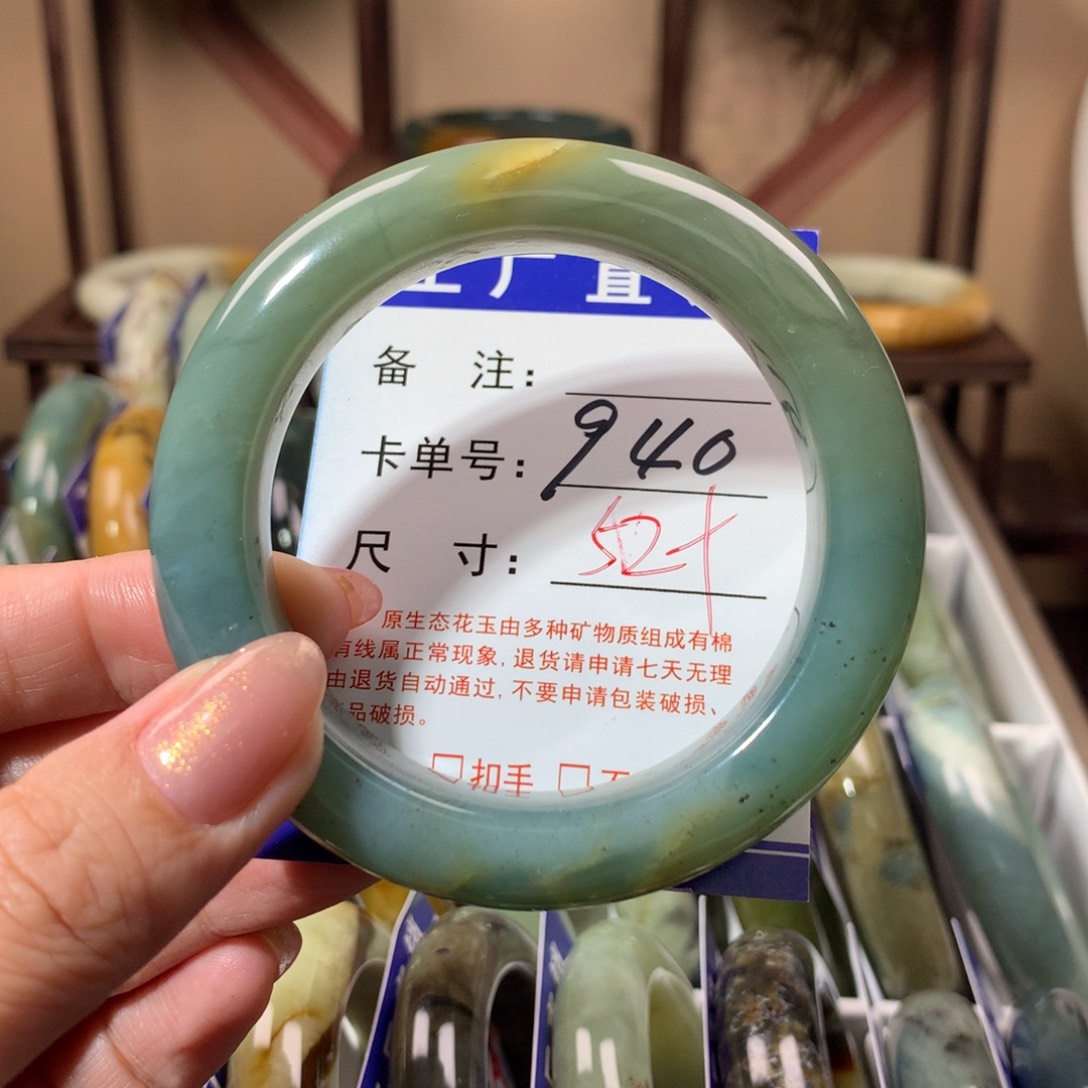 工厂直
备 注:
卡单号: 940
尺 寸: 52+
原生态花玉由多种矿物质组成有棉
有线属正常现象, 退货请申请七天无理
由退货自动通过, 不要申请包装破损、
品破损。
扣手